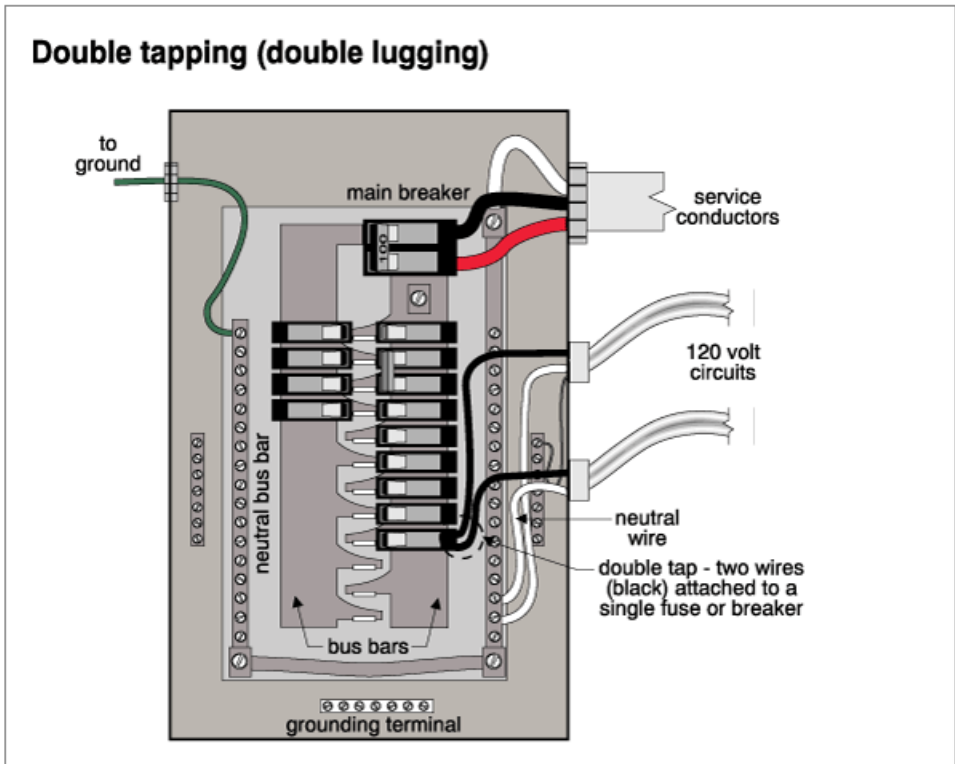 Double tapping (double lugging)
to
ground
main breaker
service
conductors
100
120 volt
circuits
neutral bus bar
neutral
wire
double tap - two wires
(black) attached to a
single fuse or breaker
bus bars
grounding terminal